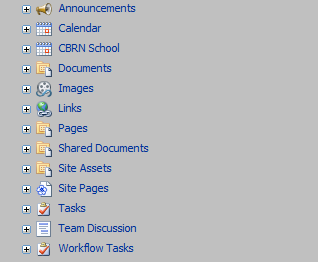 Announcements
Calendar
CBRN School
Documents
Images
Links
Pages
Shared Documents
Site Assets
Site Pages
Tasks
Team Discussion
Workflow Tasks